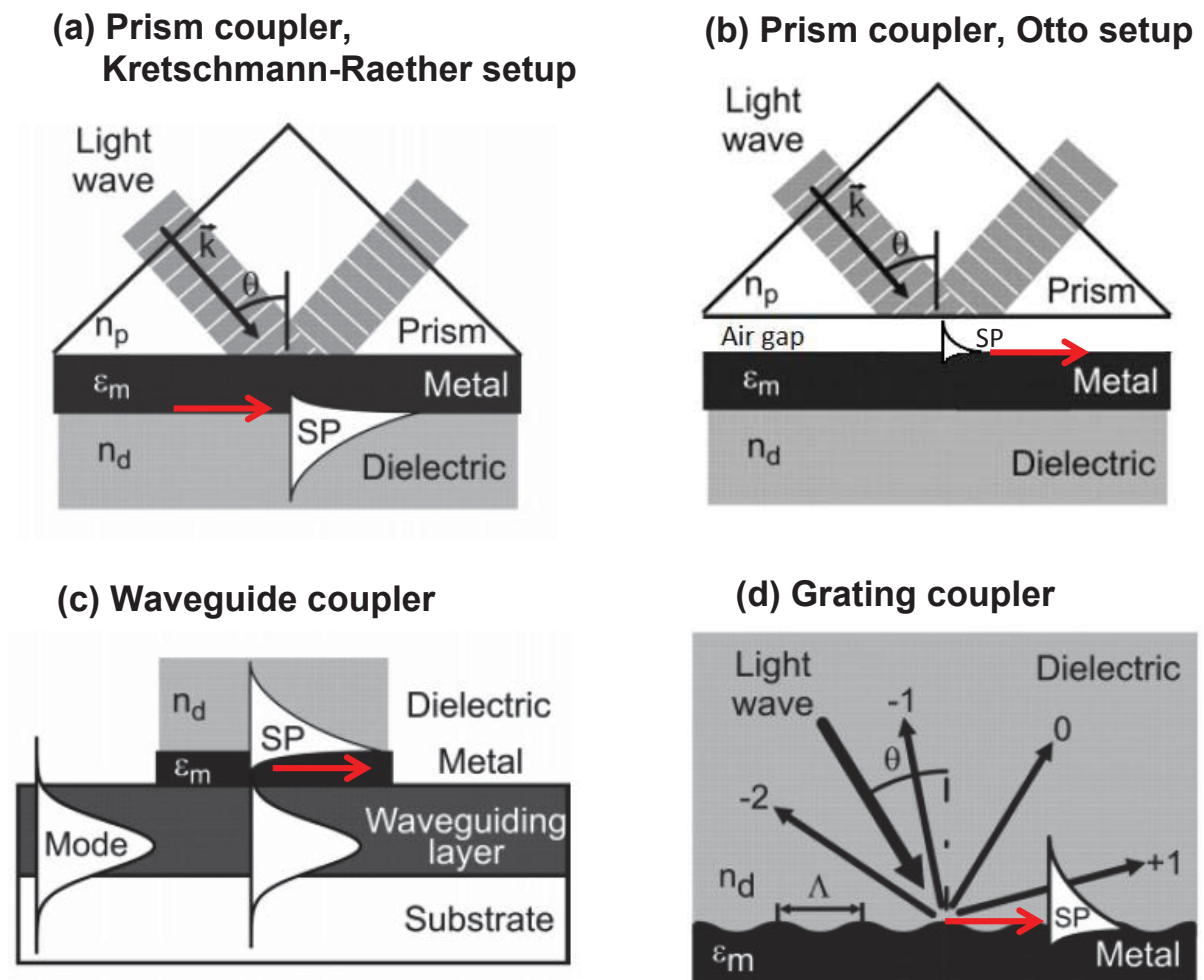 (a) Prism coupler,
Kretschmann-Raether setup
Light
wave
k⃗
θ
n_p
Prism
ε_m
Metal
SP
n_d
Dielectric
(b) Prism coupler, Otto setup
Light
wave
k⃗
θ
n_p
Prism
Air gap
SP
ε_m
Metal
n_d
Dielectric
(c) Waveguide coupler
n_d
Dielectric
SP
ε_m
Metal
Mode
Waveguiding
layer
Substrate
(d) Grating coupler
Light
wave
Dielectric
-1
0
θ
-2
+1
n_d
Λ
SP
ε_m
Metal